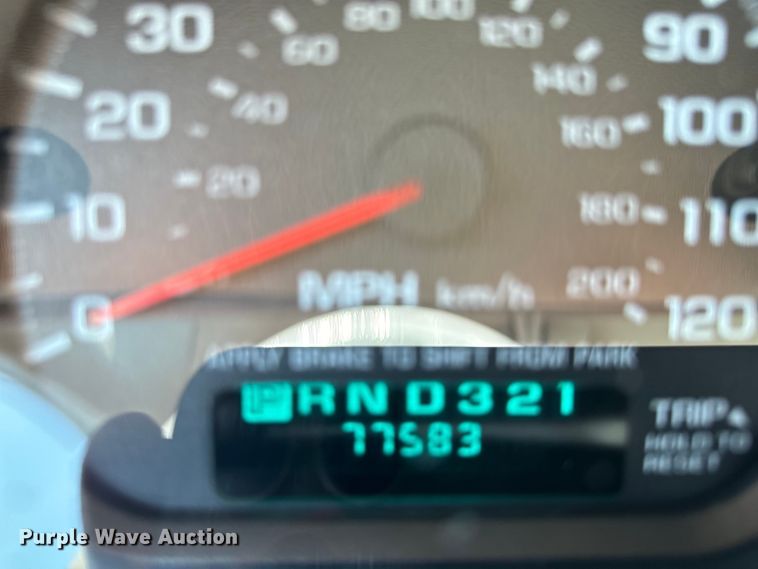 30 60 80 100 120 90
20 40 140 100
160
10 20 180 110
0 MPH km/h 200 120
APPLY BRAKE TO SHIFT FROM PARK
PRND321
77583
TRIP
HOLD TO
RESET
Purple Wave Auction